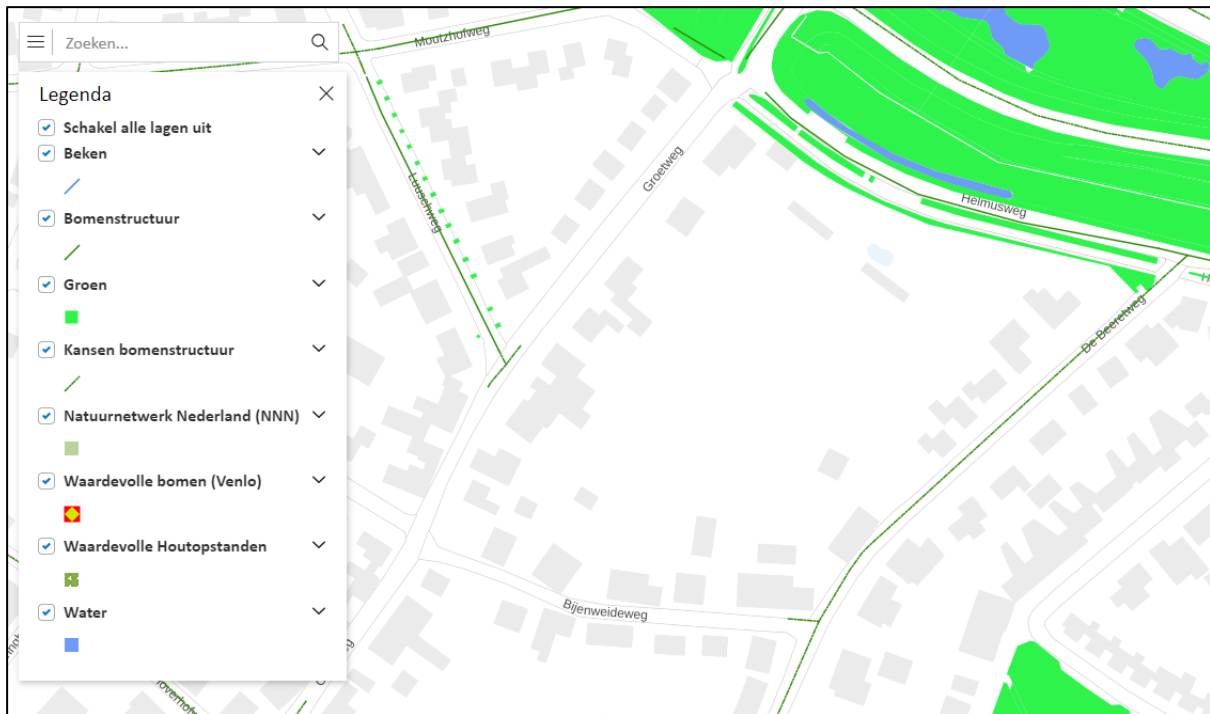 Zoeken...
Legenda
Schakel alle lagen uit
Beken
Bomenstructuur
Groen
Kansen bomenstructuur
Natuurnetwerk Nederland (NNN)
Waardevolle bomen (Venlo)
Waardevolle Houtopstanden
Water
Moutzhofweg
Luuschweg
Groetweg
Helmusweg
De Beeretweg
Bijenweideweg